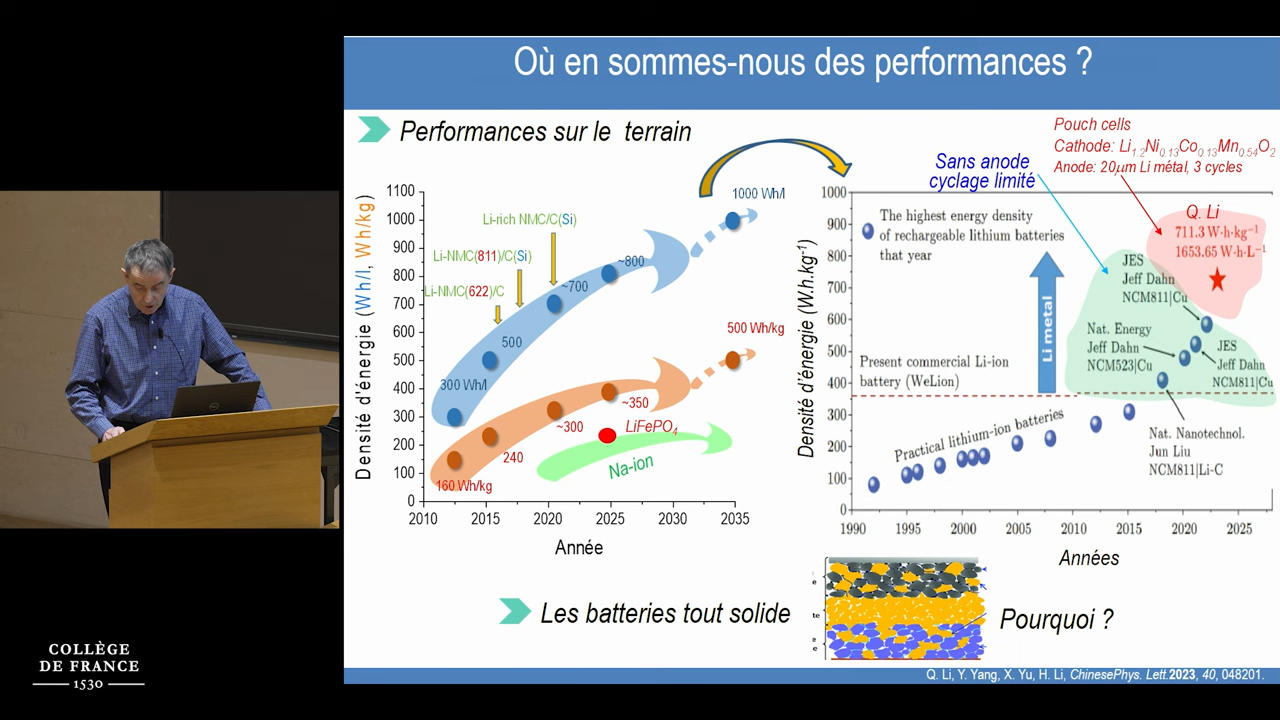 Où en sommes-nous des performances ?
Performances sur le terrain
Densité d'énergie (Wh/l, Wh/kg)
1100
1000
900
800
700
600
500
400
300
200
100
0
2010
2015
2020
2025
2030
2035
Année
Li-rich NMC/C(Si)
Li-NMC(811)/C(Si)
Li-NMC(622)/C
300 Wh/l
500
~700
~800
1000 Wh/l
160 Wh/kg
240
~300
~350
500 Wh/kg
LiFePO4
Na-ion
Sans anode
cyclage limité
Pouch cells
Cathode: Li1.2Ni0.13Co0.13Mn0.54O2
Anode: 20μm Li métal, 3 cycles
Densité d'énergie (W.h.kg-1)
1000
900
800
700
600
500
400
300
200
100
0
1990
1995
2000
2005
2010
2015
2020
2025
Années
The highest energy density
of rechargeable lithium batteries
that year
Q. Li
711.3 W·h·kg−1
1653.65 W·h·L−1
JES
Jeff Dahn
NCM811|Cu
Nat. Energy
Jeff Dahn
NCM523|Cu
JES
Jeff Dahn
NCM811|Cu
Li metal
Present commercial Li-ion
battery (WeLion)
Practical lithium-ion batteries
Nat. Nanotechnol.
Jun Liu
NCM811|Li-C
Les batteries tout solide
Pourquoi ?
Q. Li, Y. Yang, X. Yu, H. Li, ChinesePhys. Lett.2023, 40, 048201.
COLLÈGE
DE FRANCE
1530